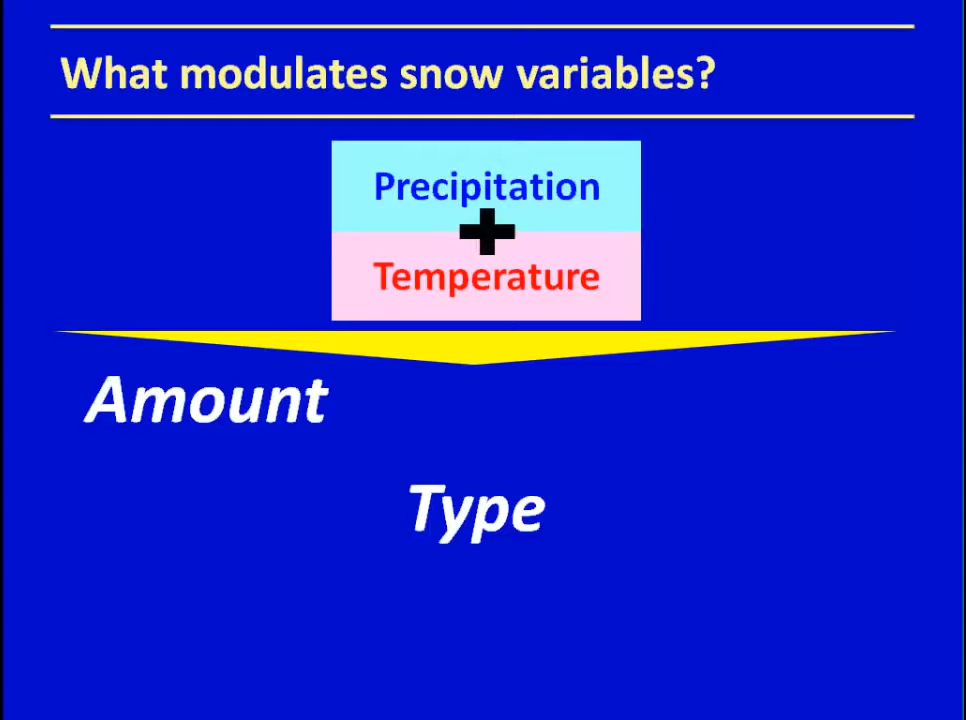 What modulates snow variables?
Precipitation
Temperature
Amount
Type